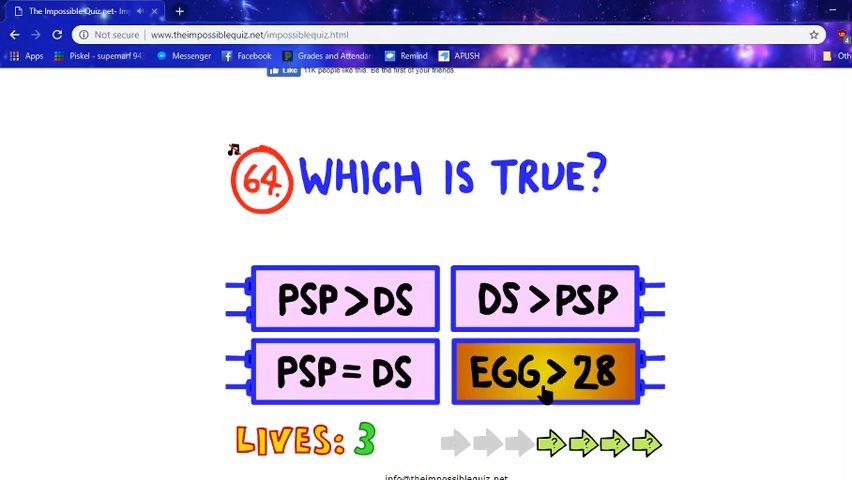 The Impossible Quiz.net- Im
Not secure | www.theimpossiblequiz.net/impossiblequiz.html
Apps Piskel - supernarf 94 Messenger Facebook Grades and Attendan Remind APUSH Oth
Like 11K people like this. Be the first of your friends.
64. WHICH IS TRUE?
PSP > DS DS > PSP
PSP = DS EGG > 28
LIVES: 3 ? ? ? ?
info@theimpossiblequiz.net